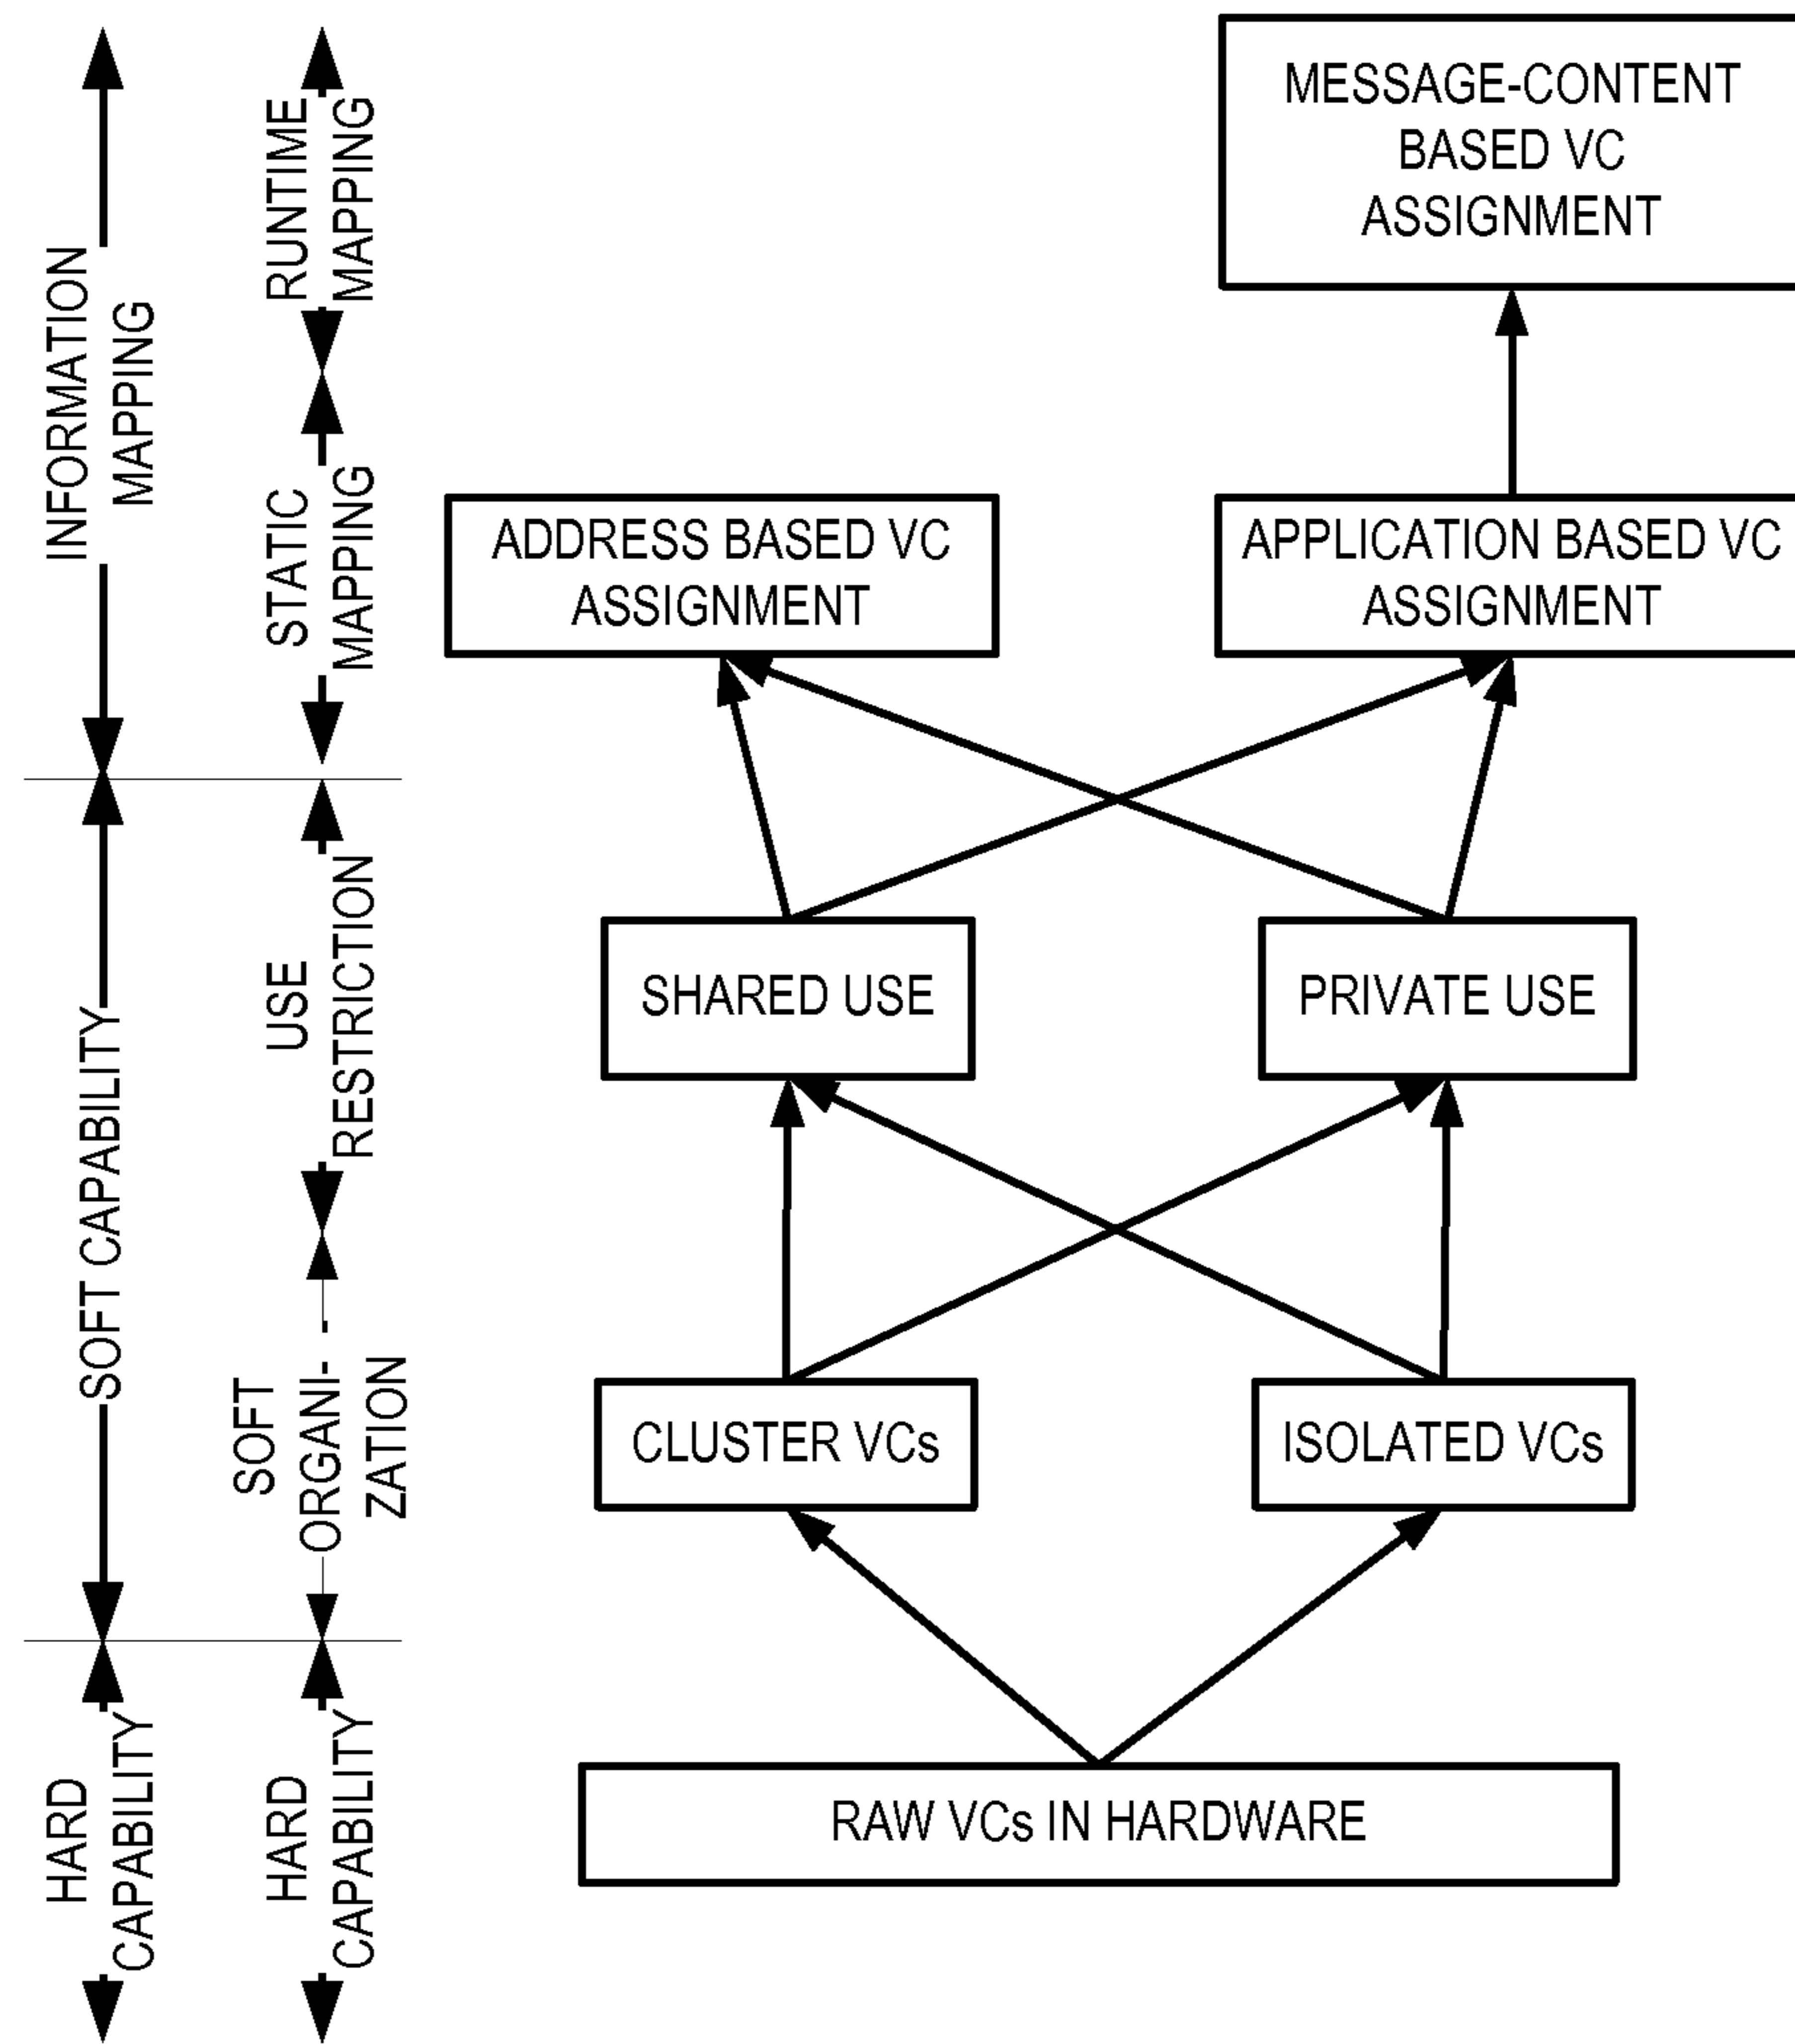 INFORMATION
MAPPING
SOFT CAPABILITY
HARD
CAPABILITY
RUNTIME
MAPPING
STATIC
MAPPING
USE
RESTRICTION
SOFT
ORGANI- -
ZATION
HARD
CAPABILITY
MESSAGE-CONTENT
BASED VC
ASSIGNMENT
ADDRESS BASED VC
ASSIGNMENT
APPLICATION BASED VC
ASSIGNMENT
SHARED USE
PRIVATE USE
CLUSTER VCs
ISOLATED VCs
RAW VCs IN HARDWARE